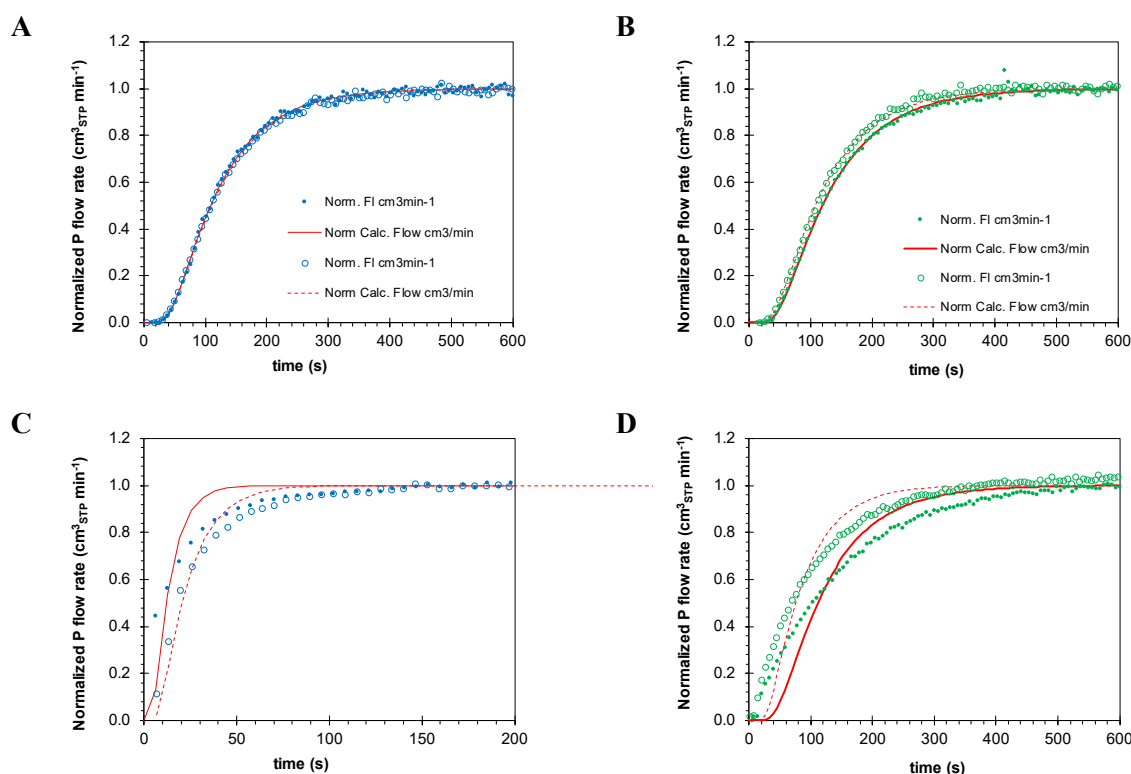 A
Normalized P flow rate (cm³STP min-1)
1.2
1.0
0.8
0.6
0.4
0.2
0.0
Norm. Fl cm3min-1
Norm Calc. Flow cm3/min
Norm. Fl cm3min-1
Norm Calc. Flow cm3/min
0 100 200 300 400 500 600
time (s)
B
Normalized P flow rate (cm³STP min-1)
1.2
1.0
0.8
0.6
0.4
0.2
0.0
Norm. Fl cm3min-1
Norm Calc. Flow cm3/min
Norm. Fl cm3min-1
Norm Calc. Flow cm3/min
0 100 200 300 400 500 600
time (s)
C
Normalized P flow rate (cm³STP min-1)
1.2
1.0
0.8
0.6
0.4
0.2
0.0
0 50 100 150 200
time (s)
D
Normalized P flow rate (cm³STP min-1)
1.2
1.0
0.8
0.6
0.4
0.2
0.0
0 100 200 300 400 500 600
time (s)